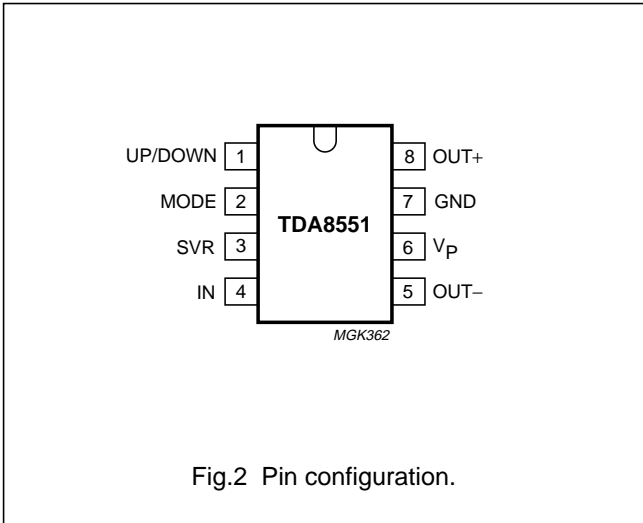 UP/DOWN 1 8 OUT+
MODE 2 7 GND
TDA8551
SVR 3 6 VP
IN 4 5 OUT−
MGK362
Fig.2 Pin configuration.